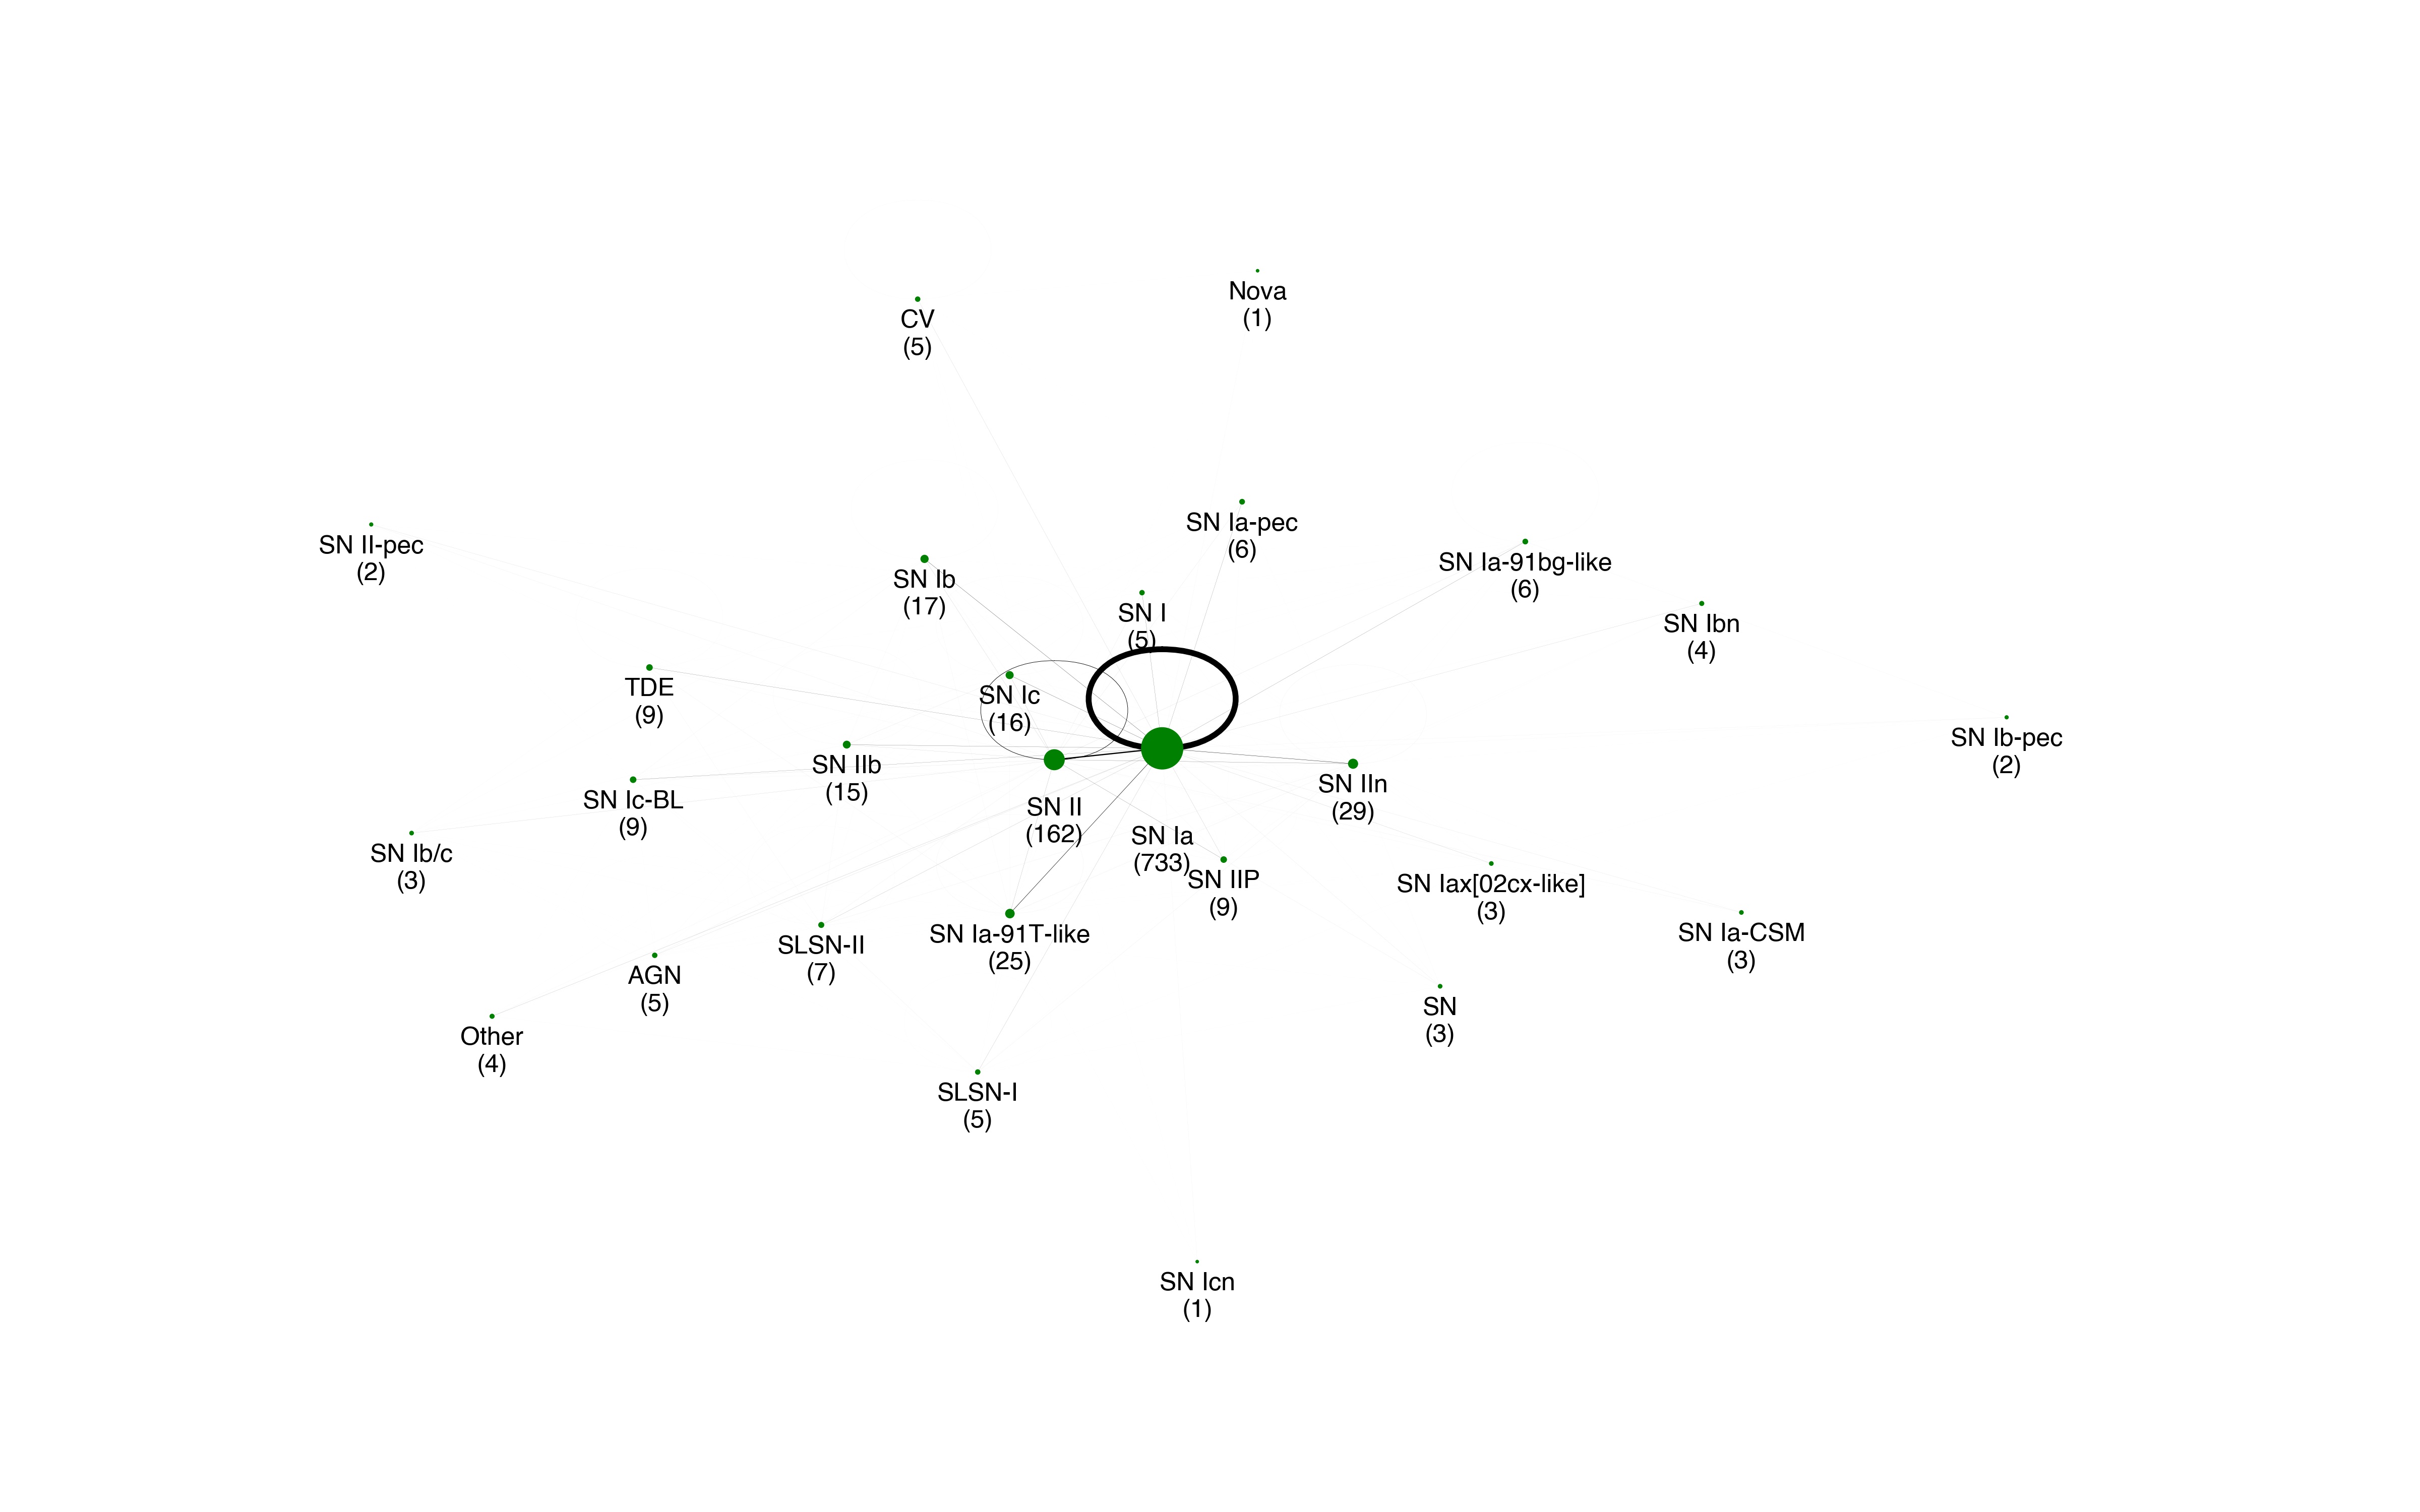 Nova
(1)
CV
(5)
SN Ia-pec
(6)
SN II-pec
(2)
SN Ia-91bg-like
(6)
SN Ib
(17)
SN I
(5)
SN Ibn
(4)
TDE
(9)
SN Ic
(16)
SN Ib-pec
(2)
SN IIb
(15)
SN IIn
(29)
SN Ic-BL
(9)
SN II
(162)
SN Ia
(733)
SN Ib/c
(3)
SN IIP
(9)
SN Iax[02cx-like]
(3)
SN Ia-91T-like
(25)
SN Ia-CSM
(3)
SLSN-II
(7)
AGN
(5)
SN
(3)
Other
(4)
SLSN-I
(5)
SN Icn
(1)